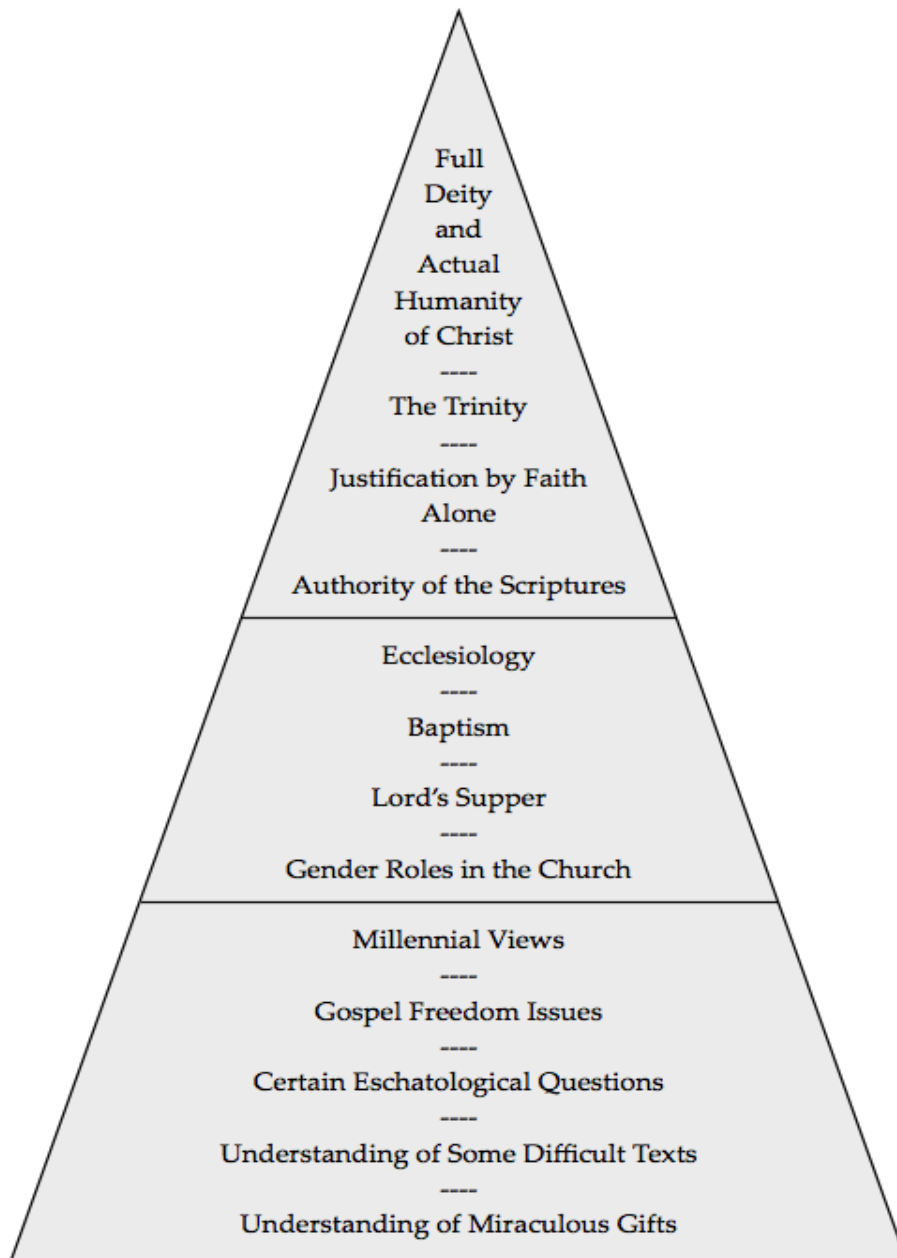 Full
Deity
and
Actual
Humanity
of Christ
----
The Trinity
----
Justification by Faith
Alone
----
Authority of the Scriptures
Ecclesiology
----
Baptism
----
Lord's Supper
----
Gender Roles in the Church
Millennial Views
----
Gospel Freedom Issues
----
Certain Eschatological Questions
----
Understanding of Some Difficult Texts
----
Understanding of Miraculous Gifts